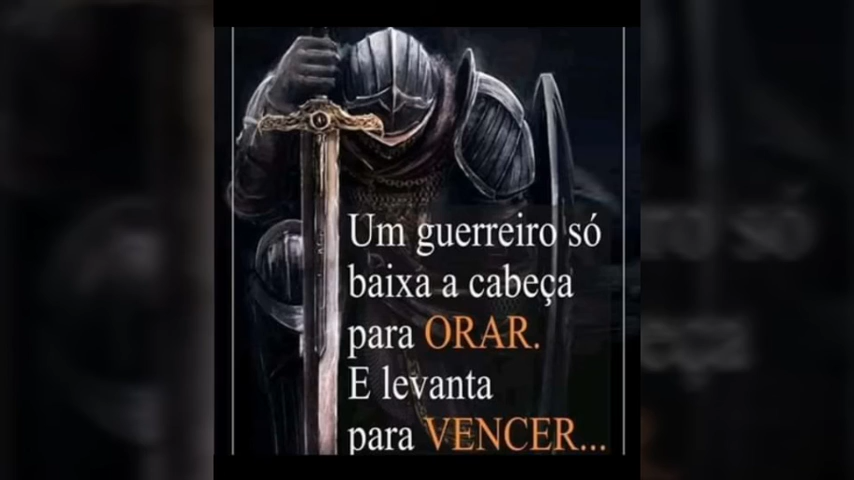 Um guerreiro só
baixa a cabeça
para ORAR.
E levanta
para VENCER...